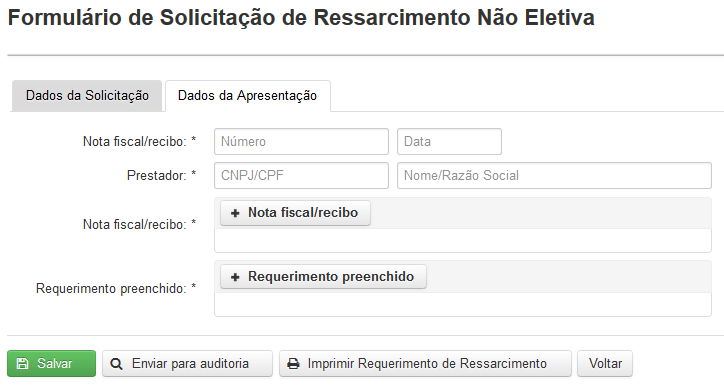 Formulário de Solicitação de Ressarcimento Não Eletiva
Dados da Solicitação Dados da Apresentação
Nota fiscal/recibo: * Número Data
Prestador: * CNPJ/CPF Nome/Razão Social
Nota fiscal/recibo: * + Nota fiscal/recibo
Requerimento preenchido: * + Requerimento preenchido
Salvar Enviar para auditoria Imprimir Requerimento de Ressarcimento Voltar